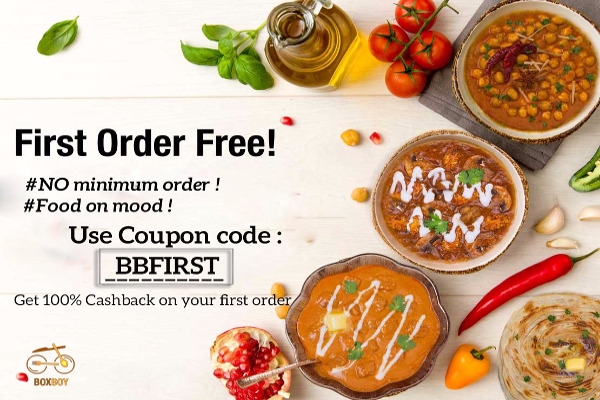 First Order Free!
#NO minimum order !
#Food on mood !
Use Coupon code :
BBFIRST
Get 100% Cashback on your first order
BOXBOY